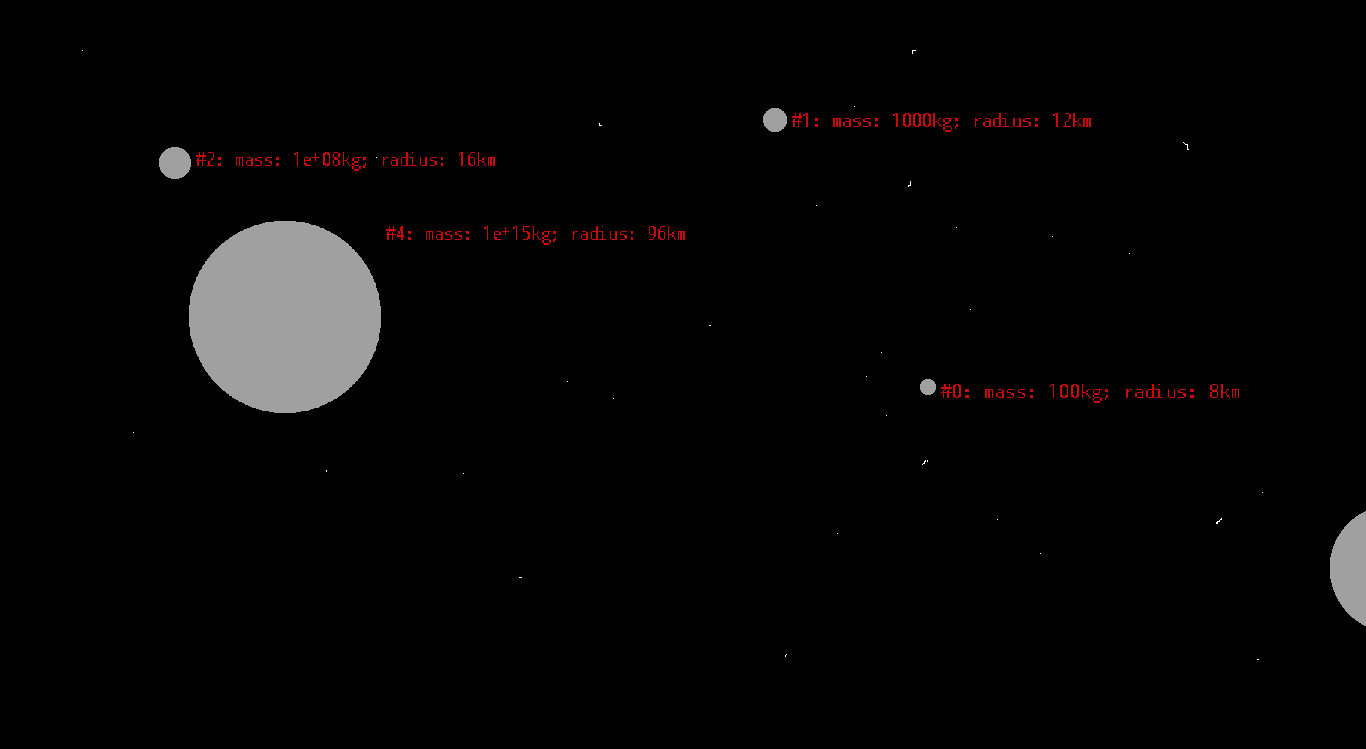 #1: mass: 1000kg; radius: 12km
#2: mass: 1e+08kg; radius: 16km
#4: mass: 1e+15kg; radius: 96km
#0: mass: 100kg; radius: 8km